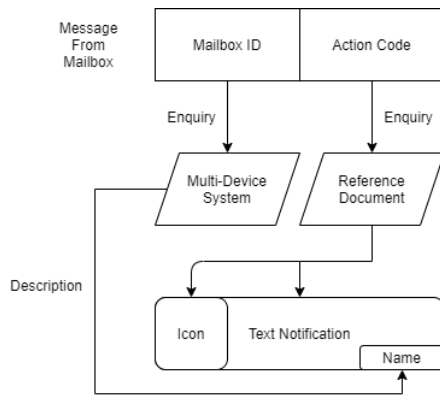 Message
From
Mailbox
Mailbox ID
Action Code
Enquiry
Enquiry
Multi-Device
System
Reference
Document
Description
Icon
Text Notification
Name